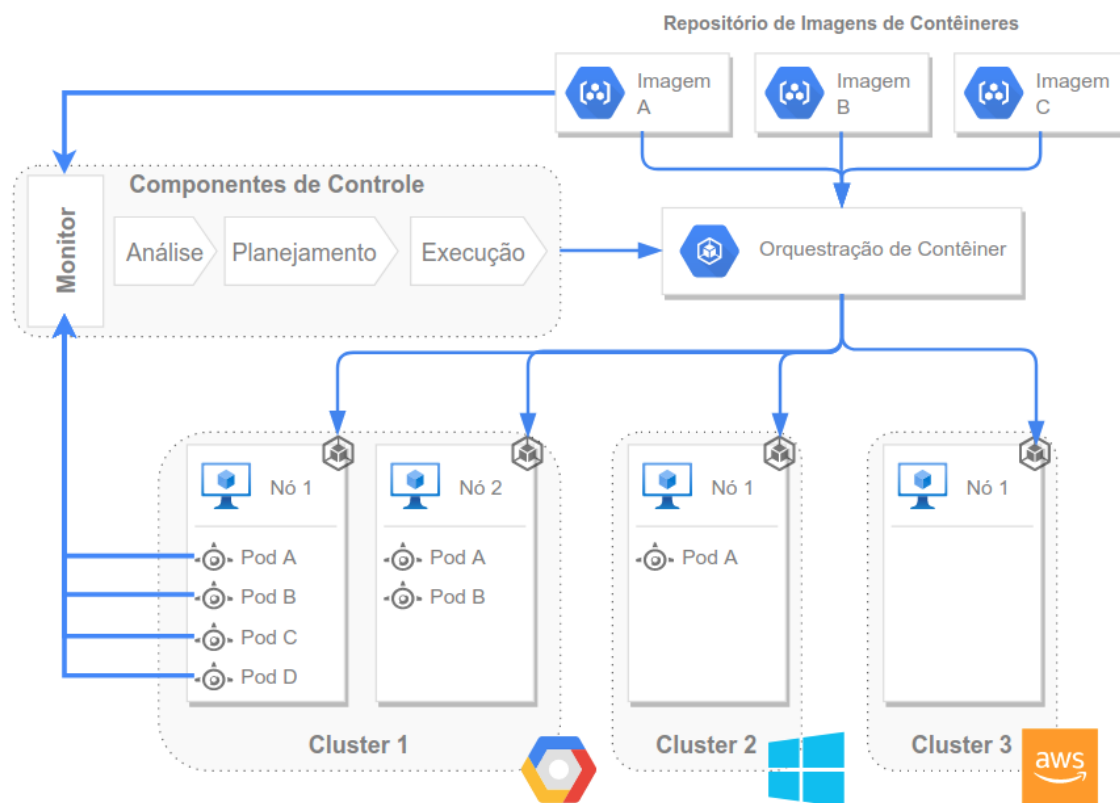 Repositório de Imagens de Contêineres
Imagem
A
Imagem
B
Imagem
C
Componentes de Controle
Monitor
Análise
Planejamento
Execução
Orquestração de Contêiner
Nó 1
Pod A
Pod B
Pod C
Pod D
Nó 2
Pod A
Pod B
Cluster 1
Nó 1
Pod A
Cluster 2
Nó 1
Cluster 3
aws